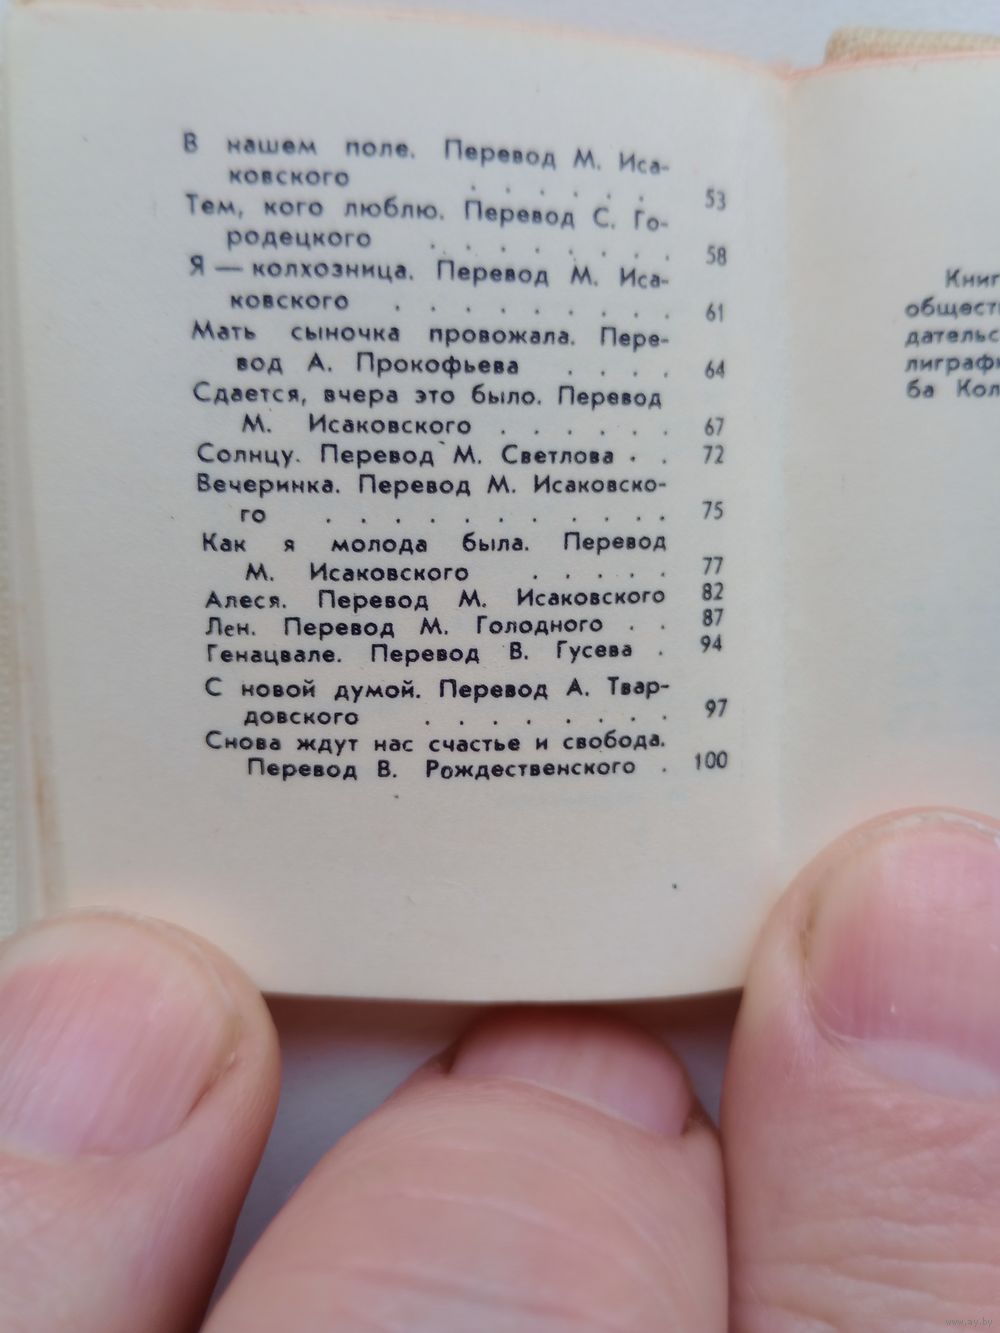 В нашем поле. Перевод М. Иса-
ковского . . . . . . 53
Тем, кого люблю. Перевод С. Го-
родецкого . . . . . . . . 58
Я — колхозница. Перевод М. Иса-
ковского . . . . . . . . . 61
Мать сыночка провожала. Пере-
вод А. Прокофьева . . . . 64
Сдается, вчера это было. Перевод
М. Исаковского . . . . . . 67
Солнцу. Перевод М. Светлова . . 72
Вечеринка. Перевод М. Исаковско-
го . . . . . . . . . . . 75
Как я молода была. Перевод
М. Исаковского . . . . . 77
Алеся. Перевод М. Исаковского 82
Лен. Перевод М. Голодного . . 87
Генацвале. Перевод В. Гусева . 94
С новой думой. Перевод А. Твар-
довского . . . . . . . . 97
Снова ждут нас счастье и свобода.
Перевод В. Рождественского . 100
Книг
общест
дательс
лиграф
ба Кол
www.ay.by